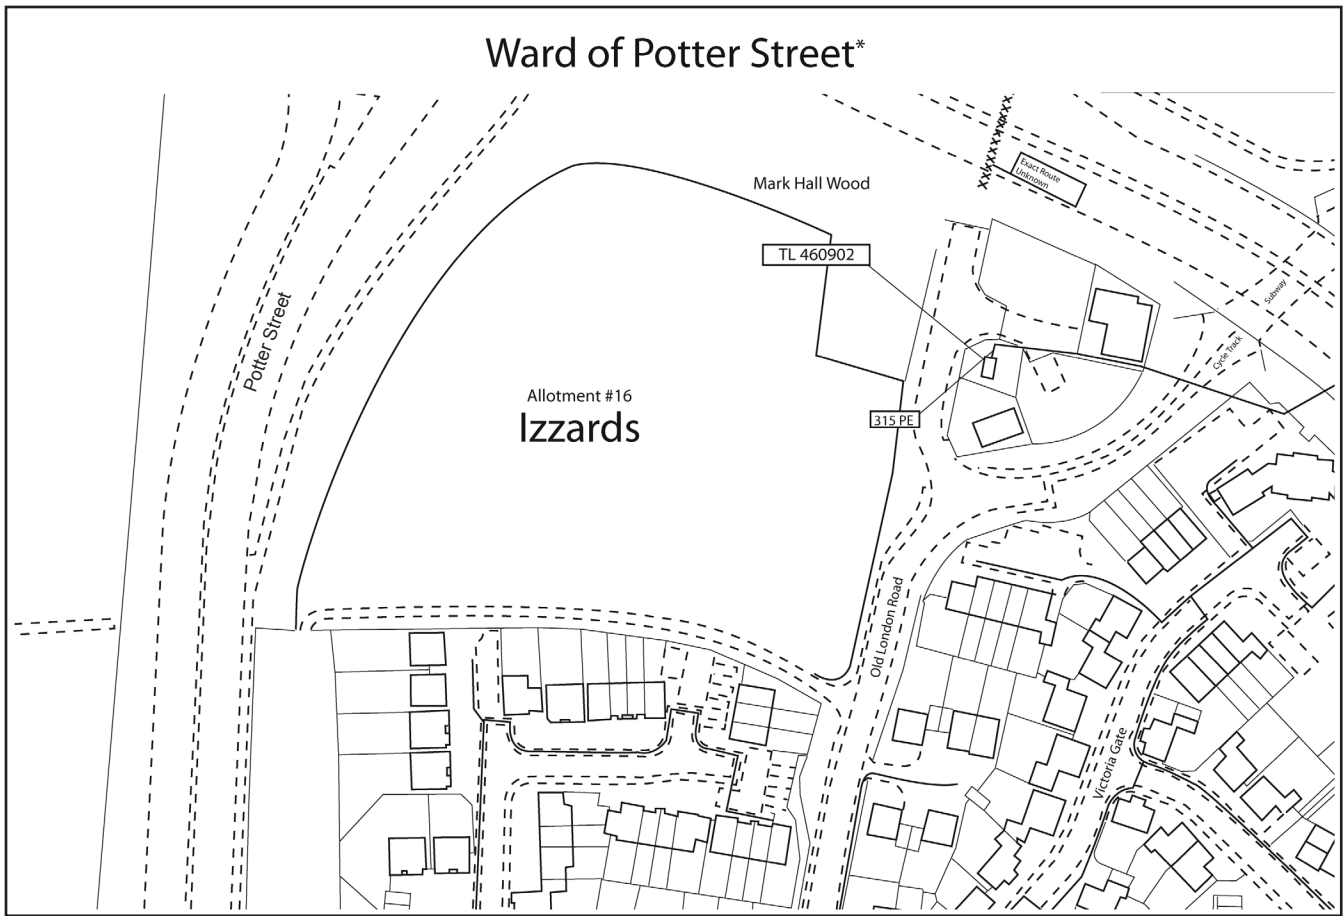 Ward of Potter Street*
Mark Hall Wood
Exact Route
Unknown
TL 460902
Subway
Potter Street
Cycle Track
Allotment #16
Izzards
315 PE
Old London Road
Victoria Gate
xxxxxxxxxxx